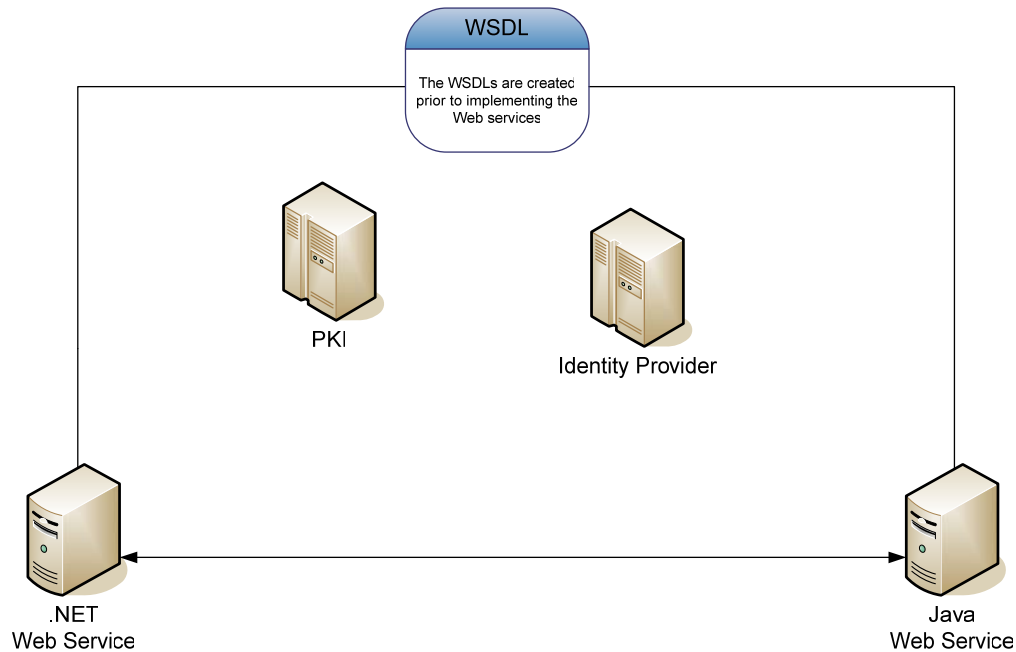 WSDL
The WSDLs are created
prior to implementing the
Web services
PKI
Identity Provider
.NET
Web Service
Java
Web Service